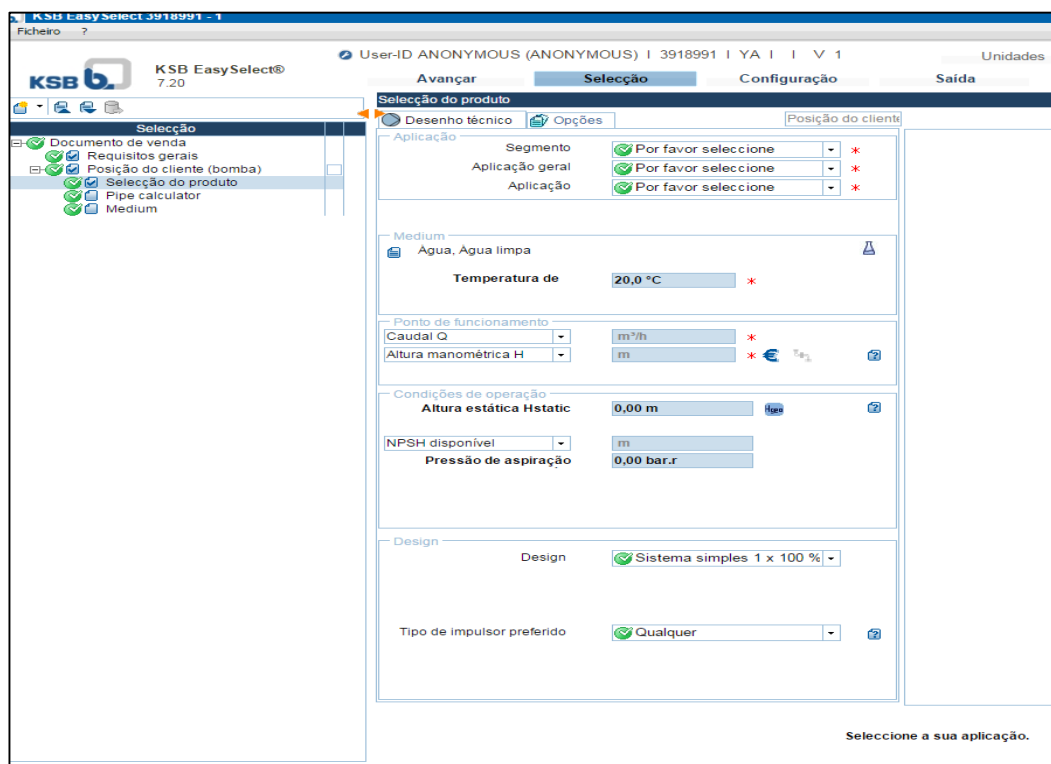 KSB EasySelect 3918991 - 1
Ficheiro ?
User-ID ANONYMOUS (ANONYMOUS) I 3918991 I YA I I V 1
Unidades
KSB b.
KSB EasySelect®
7.20
Avançar Selecção Configuração Saída
Selecção do produto
Desenho técnico Opções Posição do cliente
Selecção
Documento de venda
Requisitos gerais
Posição do cliente (bomba)
Selecção do produto
Pipe calculator
Medium
Aplicação
Segmento Por favor seleccione *
Aplicação geral Por favor seleccione *
Aplicação Por favor seleccione *
Medium
Água, Água limpa
Temperatura de 20,0 °C *
Ponto de funcionamento
Caudal Q m³/h *
Altura manométrica H m * €
Condições de operação
Altura estática Hstatic 0,00 m Hgeo
NPSH disponível m
Pressão de aspiração 0,00 bar.r
Design
Design Sistema simples 1 x 100 %
Tipo de impulsor preferido Qualquer
Seleccione a sua aplicação.